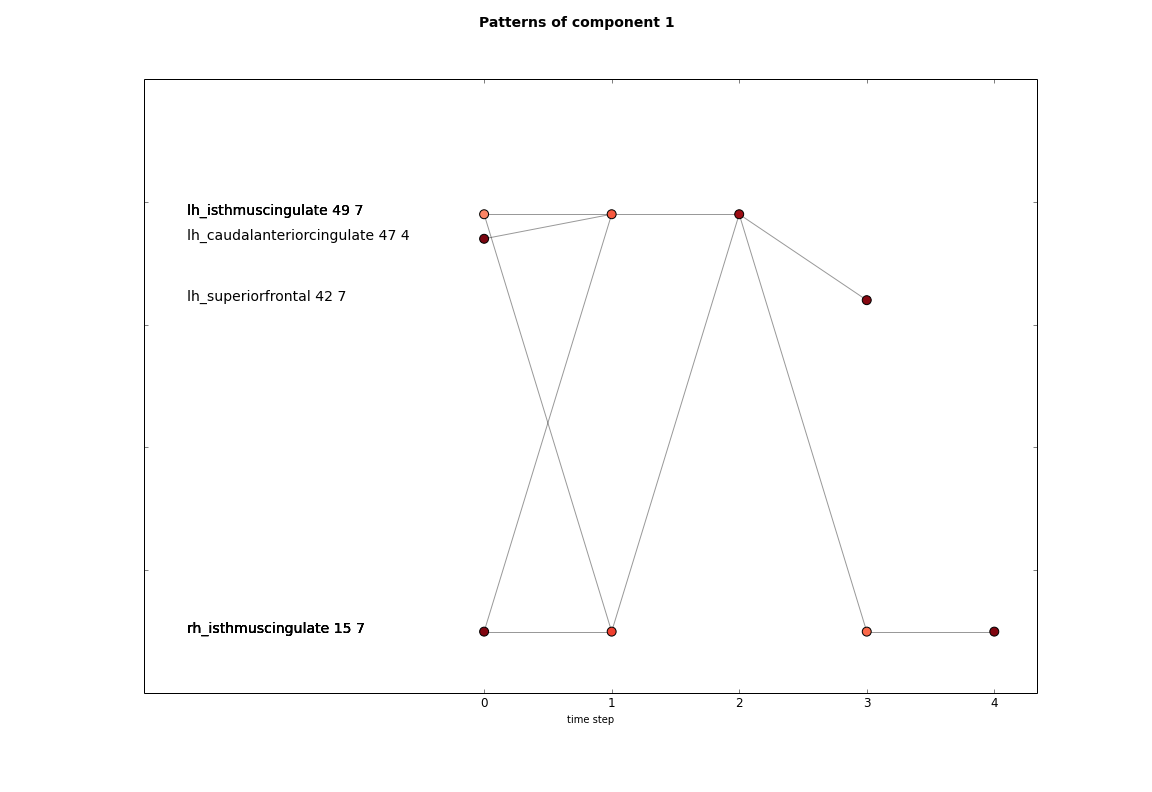 Patterns of component 1
lh_isthmuscingulate 49 7
lh_caudalanteriorcingulate 47 4
lh_superiorfrontal 42 7
rh_isthmuscingulate 15 7
0 1 2 3 4
time step